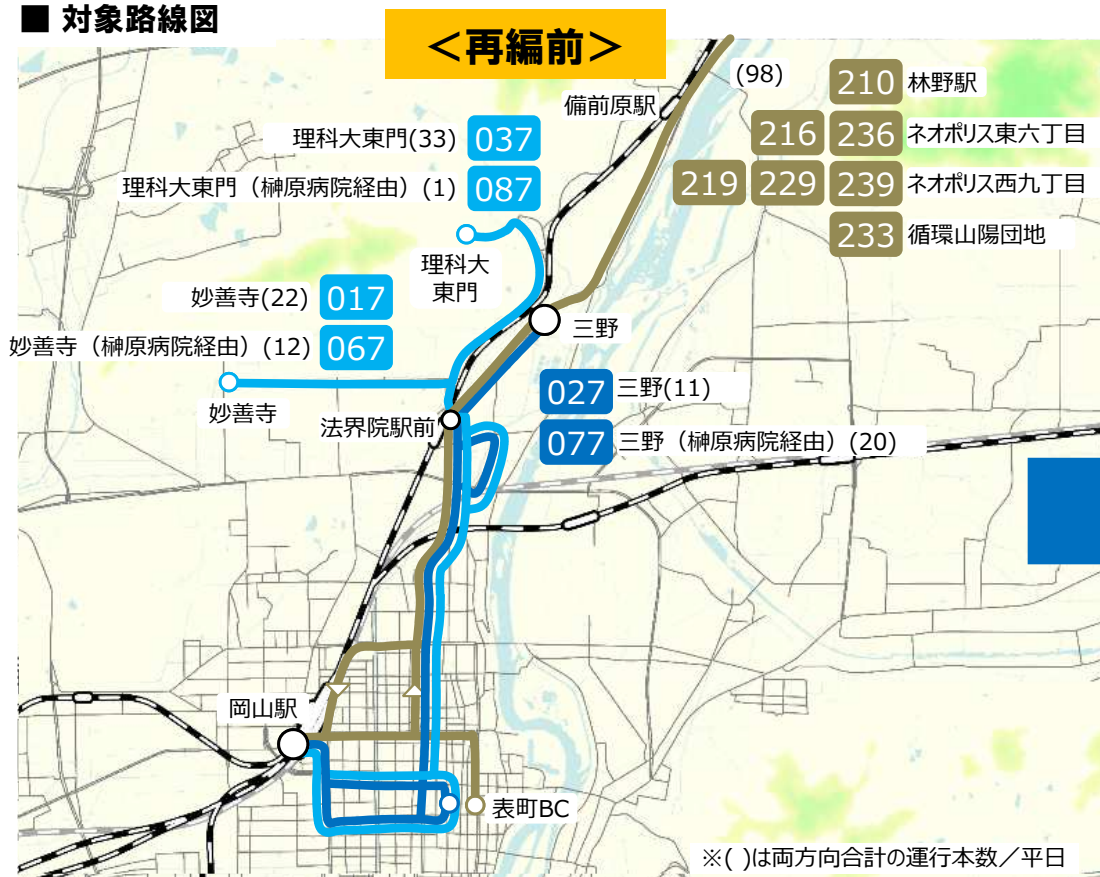 ■ 対象路線図
＜再編前＞
備前原駅
(98)
210 林野駅
216 236 ネオポリス東六丁目
219 229 239 ネオポリス西九丁目
233 循環山陽団地
理科大東門(33) 037
理科大東門（榊原病院経由）(1) 087
理科大
東門
妙善寺(22) 017
妙善寺（榊原病院経由）(12) 067
妙善寺
三野
法界院駅前
027 三野(11)
077 三野（榊原病院経由）(20)
岡山駅
表町BC
※( )は両方向合計の運行本数／平日